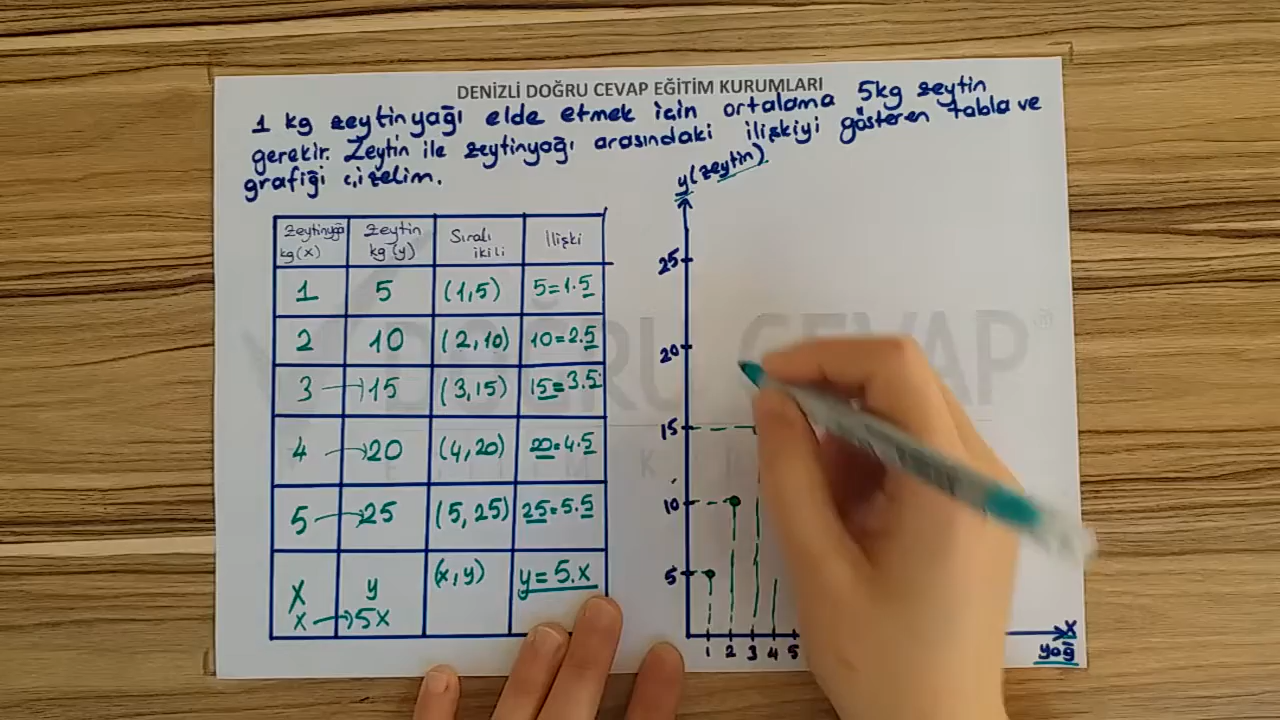 DENİZLİ DOĞRU CEVAP EĞİTİM KURUMLARI
1 kg zeytinyağı elde etmek için ortalama 5kg zeytin
gerekir. Zeytin ile zeytinyağı arasındaki ilişkiyi gösteren tabla ve
grafiği çizelim.
Zeytinyağı kg (x) Zeytin kg (y) Sıralı ikili İlişki
1 5 (1,5) 5=1.5
2 10 (2,10) 10=2.5
3 → 15 (3,15) 15=3.5
4 → 20 (4,20) 20=4.5
5 → 25 (5,25) 25=5.5
X y (x,y) y=5.x
x → 5x
y (zeytin)
25
20
15
10
5
1 2 3 4 5
X
yağ
DOĞRU CEVAP